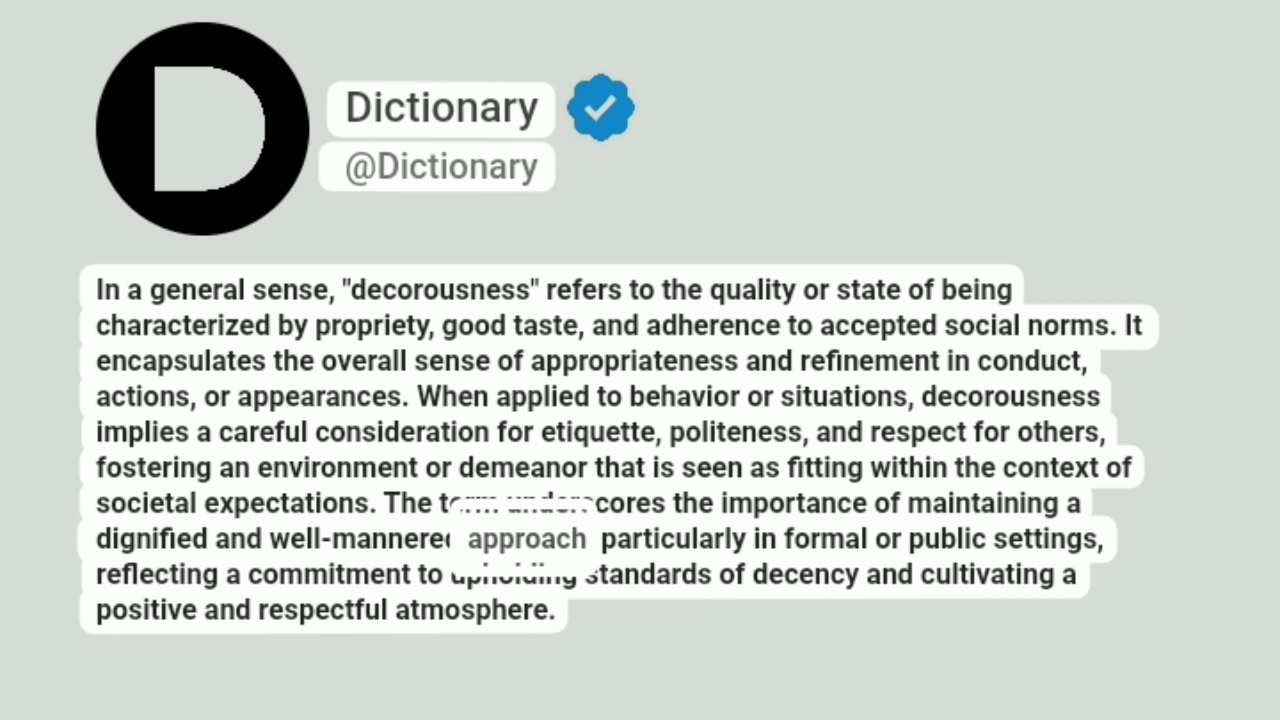 D
Dictionary
@Dictionary
In a general sense, "decorousness" refers to the quality or state of being
characterized by propriety, good taste, and adherence to accepted social norms. It
encapsulates the overall sense of appropriateness and refinement in conduct,
actions, or appearances. When applied to behavior or situations, decorousness
implies a careful consideration for etiquette, politeness, and respect for others,
fostering an environment or demeanor that is seen as fitting within the context of
societal expectations. The term underscores the importance of maintaining a
dignified and well-mannered approach particularly in formal or public settings,
reflecting a commitment to upholding standards of decency and cultivating a
positive and respectful atmosphere.